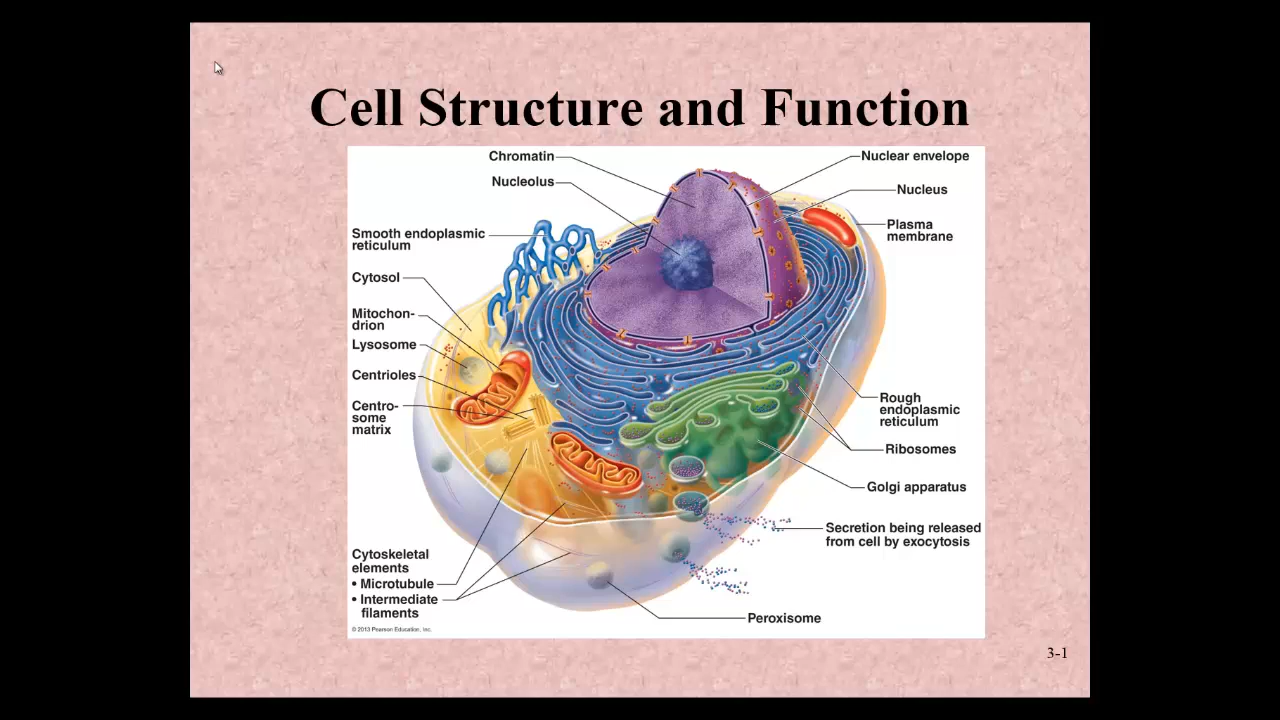 Cell Structure and Function
Chromatin
Nucleolus
Smooth endoplasmic
reticulum
Cytosol
Mitochon-
drion
Lysosome
Centrioles
Centro-
some
matrix
Cytoskeletal
elements
• Microtubule
• Intermediate
filaments
© 2013 Pearson Education, Inc.
Nuclear envelope
Nucleus
Plasma
membrane
Rough
endoplasmic
reticulum
Ribosomes
Golgi apparatus
Secretion being released
from cell by exocytosis
Peroxisome
3-1